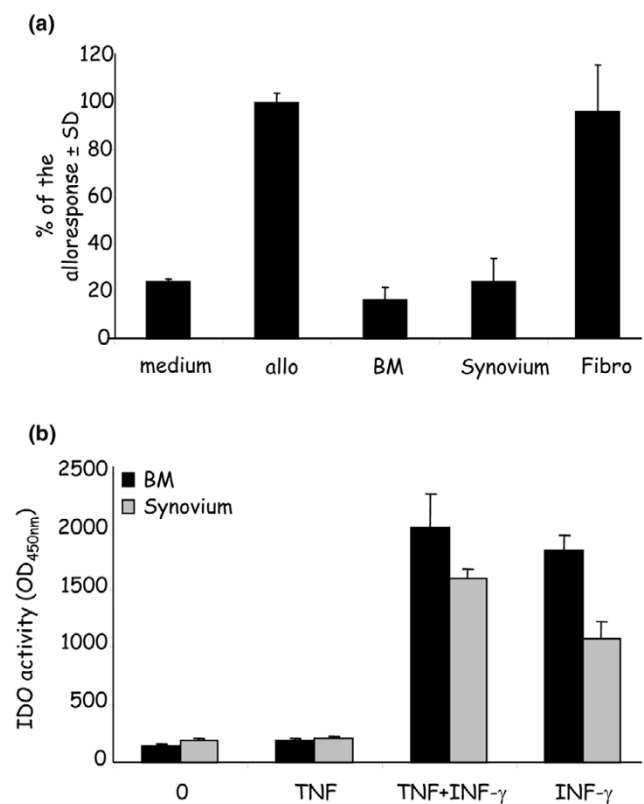 (a)
% of the
alloresponse ± SD
120
100
80
60
40
20
0
medium allo BM Synovium Fibro
(b)
IDO activity (OD450nm)
2500
2000
1500
1000
500
0
BM
Synovium
0 TNF TNF+INF-γ INF-γ